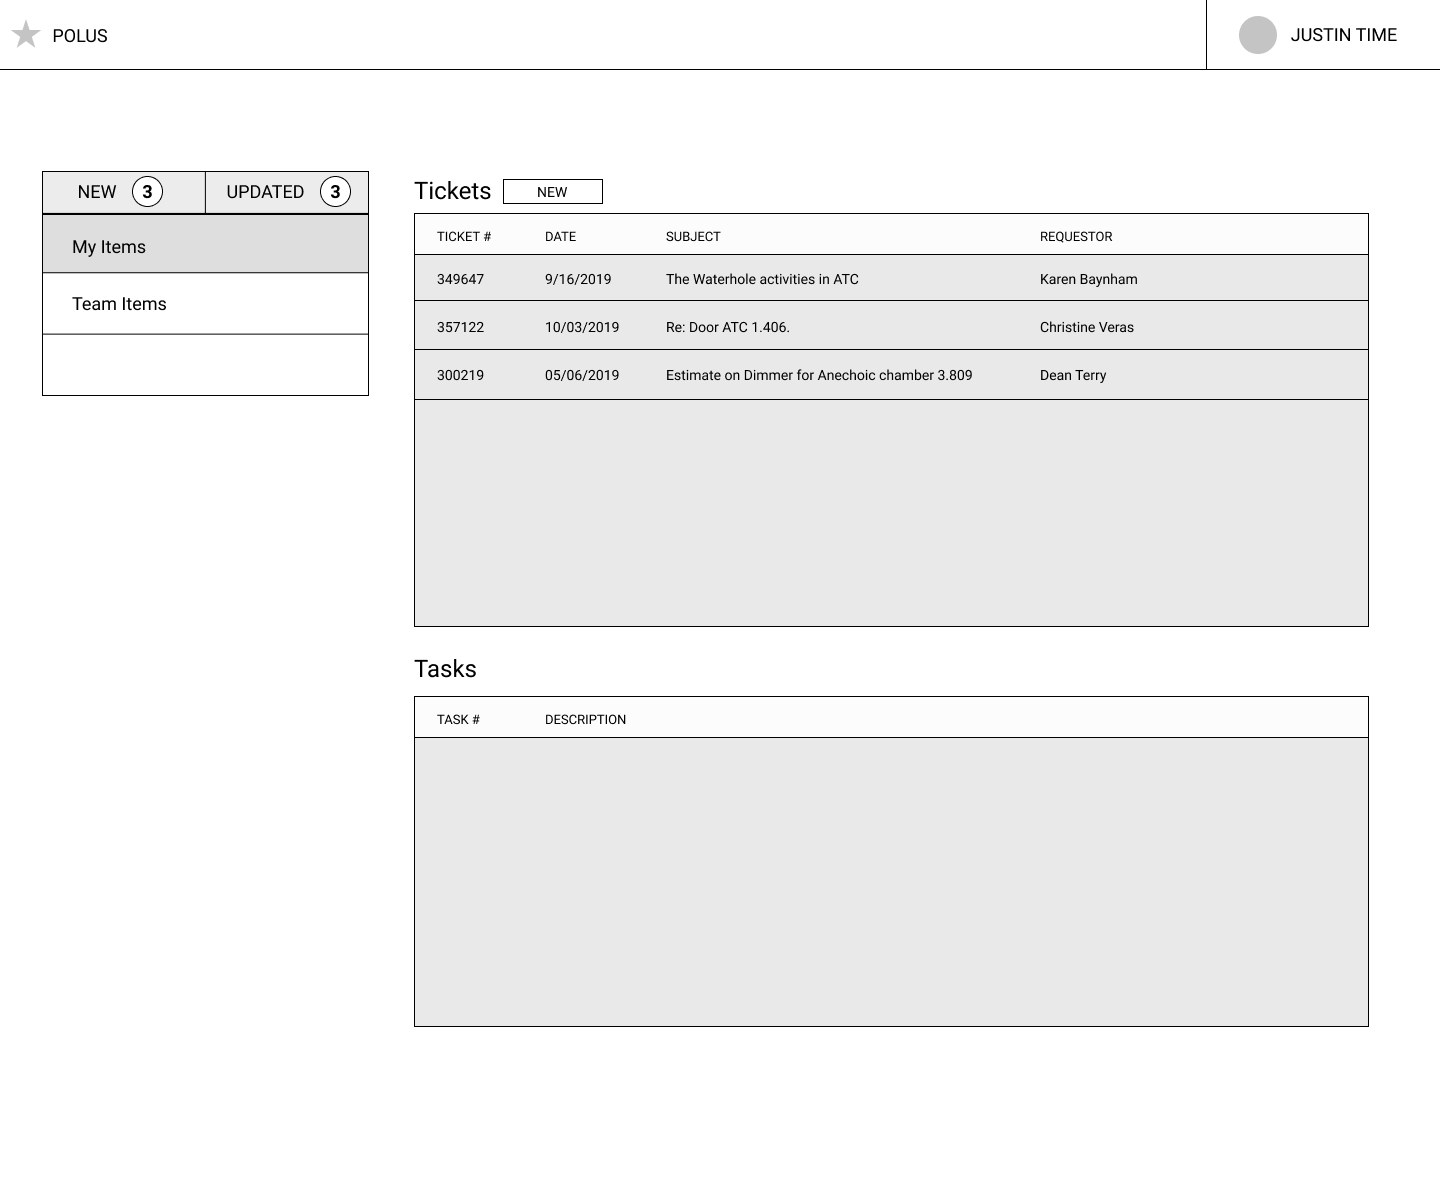 POLUS
JUSTIN TIME
NEW 3 UPDATED 3
My Items
Team Items
Tickets NEW
TICKET # DATE SUBJECT REQUESTOR
349647 9/16/2019 The Waterhole activities in ATC Karen Baynham
357122 10/03/2019 Re: Door ATC 1.406. Christine Veras
300219 05/06/2019 Estimate on Dimmer for Anechoic chamber 3.809 Dean Terry
Tasks
TASK # DESCRIPTION